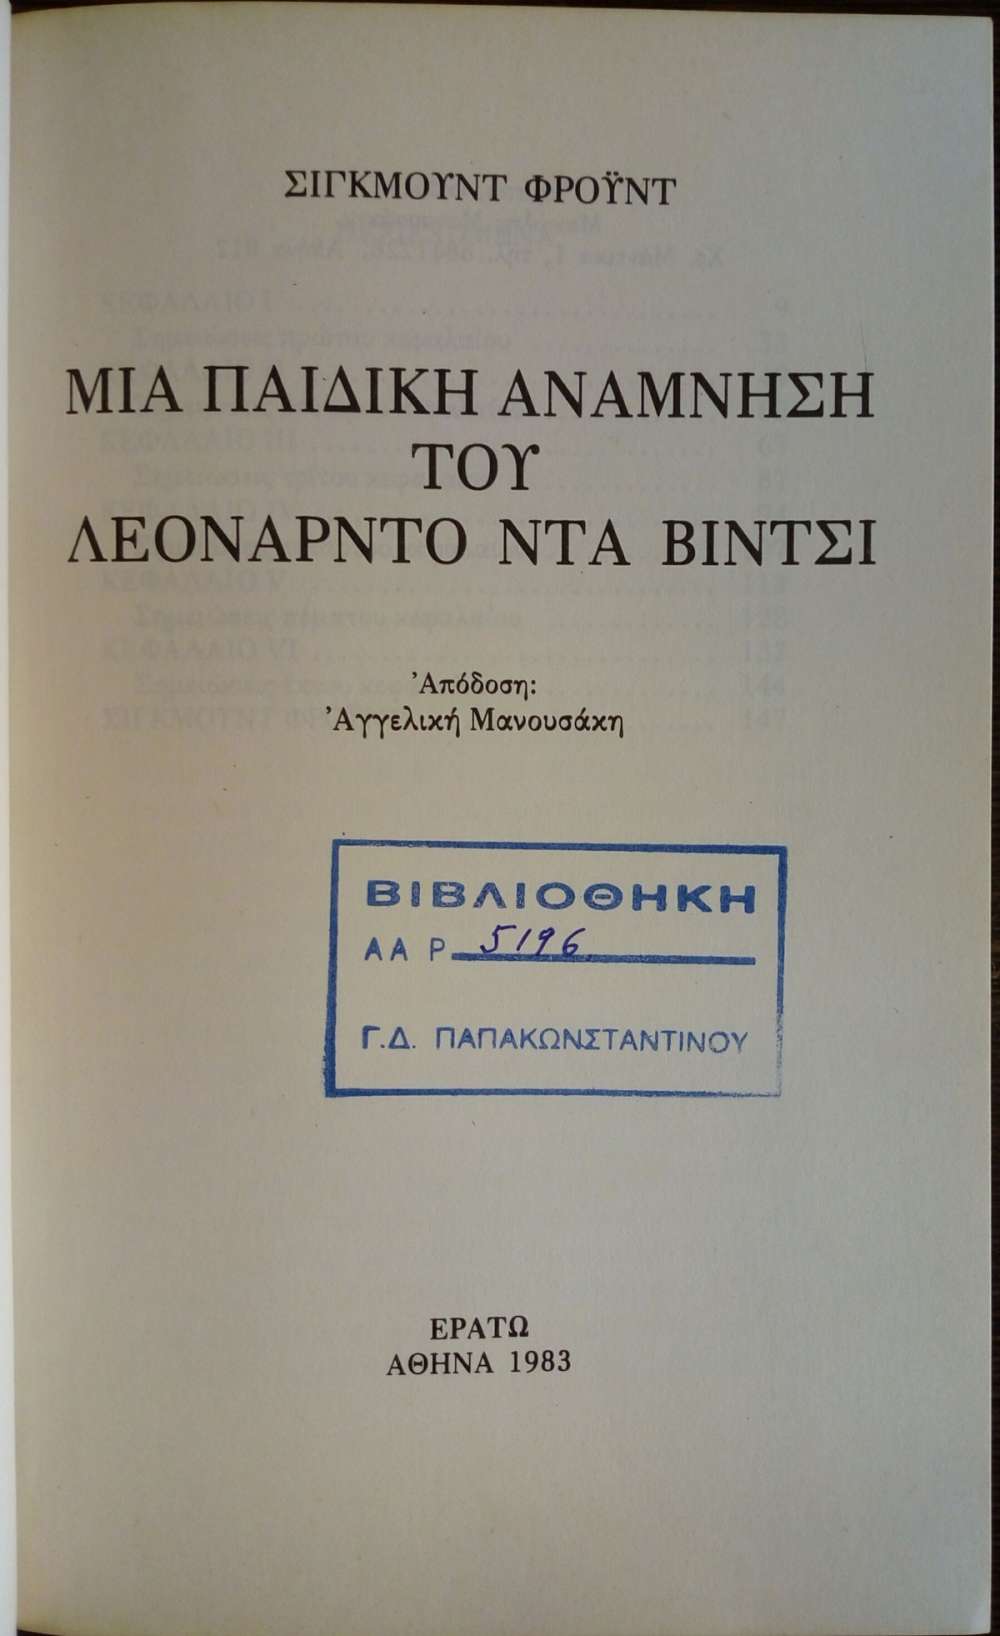 ΣΙΓΚΜΟΥΝΤ ΦΡΟΫΝΤ
ΜΙΑ ΠΑΙΔΙΚΗ ΑΝΑΜΝΗΣΗ
ΤΟΥ
ΛΕΟΝΑΡΝΤΟ ΝΤΑ ΒΙΝΤΣΙ
Ἀπόδοση:
Ἀγγελική Μανουσάκη
ΒΙΒΛΙΟΘΗΚΗ
ΑΑ Ρ 5196
Γ.Δ. ΠΑΠΑΚΩΝΣΤΑΝΤΙΝΟΥ
ΕΡΑΤΩ
ΑΘΗΝΑ 1983